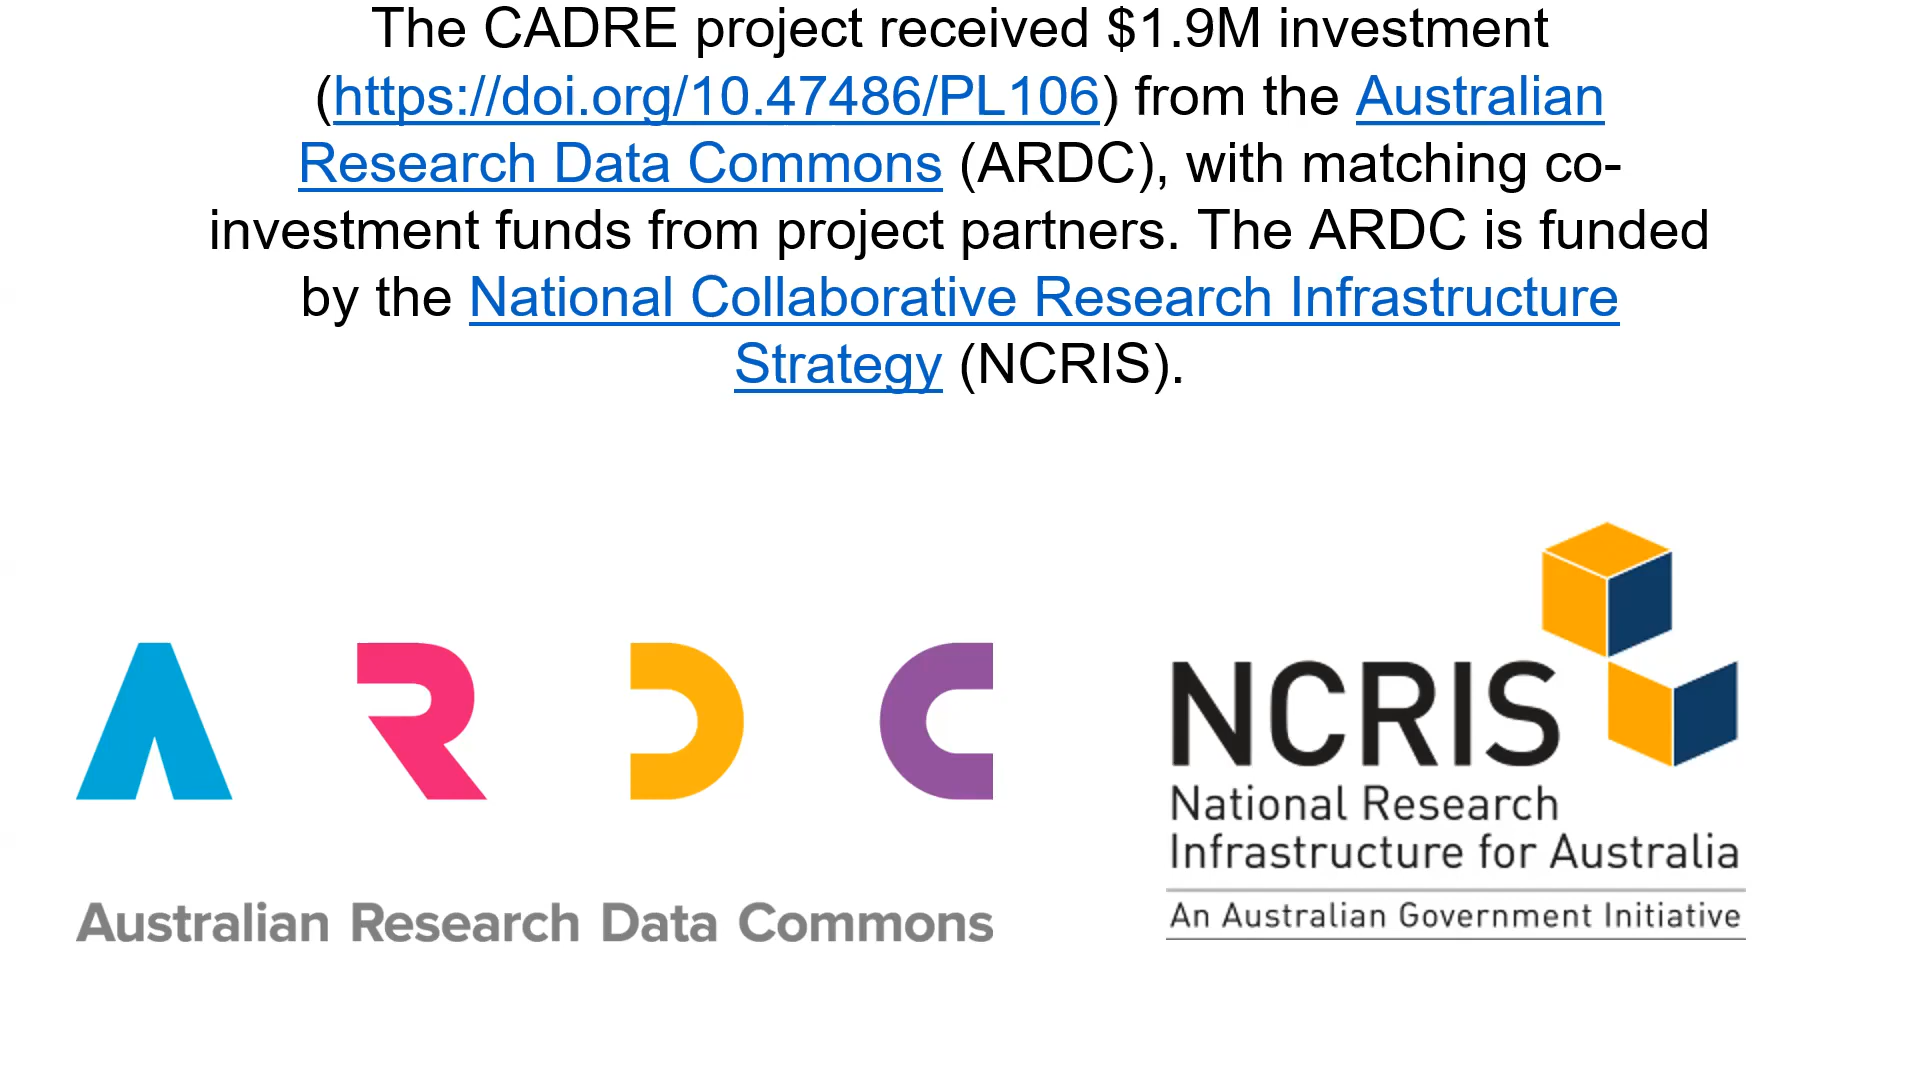 The CADRE project received $1.9M investment
(https://doi.org/10.47486/PL106) from the Australian
Research Data Commons (ARDC), with matching co-
investment funds from project partners. The ARDC is funded
by the National Collaborative Research Infrastructure
Strategy (NCRIS).
ARDC
Australian Research Data Commons
NCRIS
National Research
Infrastructure for Australia
An Australian Government Initiative